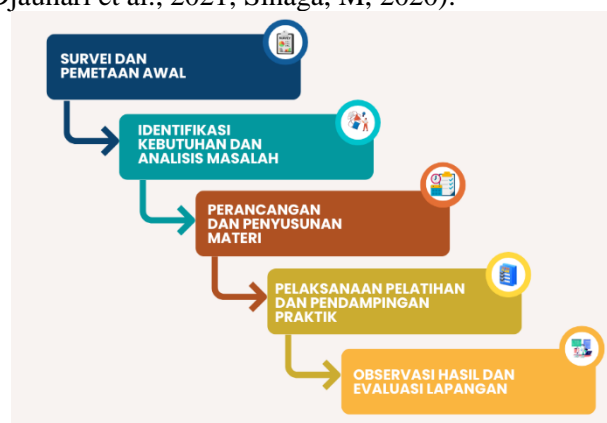 Djauhari et al., 2021; Sinaga, M, 2020).
SURVEI DAN
PEMETAAN AWAL
IDENTIFIKASI
KEBUTUHAN DAN
ANALISIS MASALAH
PERANCANGAN
DAN PENYUSUNAN
MATERI
PELAKSANAAN PELATIHAN
DAN PENDAMPINGAN
PRAKTIK
OBSERVASI HASIL DAN
EVALUASI LAPANGAN